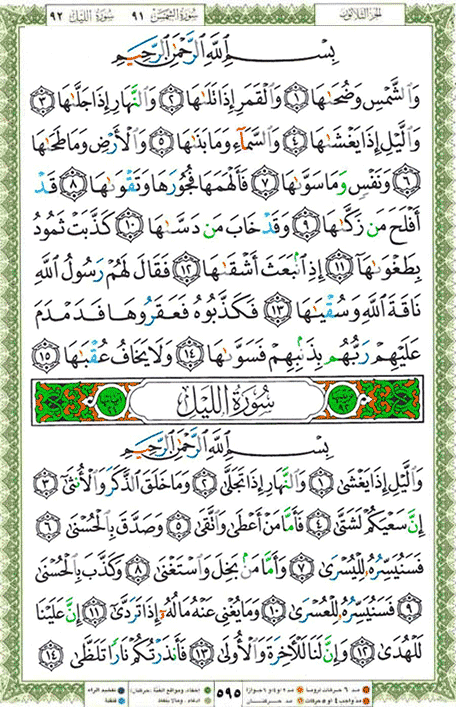 الجزء الثلاثون سورة الشمس ٩١ سورة الليل ٩٢
بِسْمِ ٱللَّهِ ٱلرَّحْمَٰنِ ٱلرَّحِيمِ
وَٱلشَّمْسِ وَضُحَىٰهَا ١ وَٱلْقَمَرِ إِذَا تَلَىٰهَا ٢ وَٱلنَّهَارِ إِذَا جَلَّىٰهَا ٣
وَٱلَّيْلِ إِذَا يَغْشَىٰهَا ٤ وَٱلسَّمَآءِ وَمَا بَنَىٰهَا ٥ وَٱلْأَرْضِ وَمَا طَحَىٰهَا
٦ وَنَفْسٍ وَمَا سَوَّىٰهَا ٧ فَأَلْهَمَهَا فُجُورَهَا وَتَقْوَىٰهَا ٨ قَدْ
أَفْلَحَ مَن زَكَّىٰهَا ٩ وَقَدْ خَابَ مَن دَسَّىٰهَا ١٠ كَذَّبَتْ ثَمُودُ
بِطَغْوَىٰهَآ ١١ إِذِ ٱنۢبَعَثَ أَشْقَىٰهَا ١٢ فَقَالَ لَهُمْ رَسُولُ ٱللَّهِ
نَاقَةَ ٱللَّهِ وَسُقْيَٰهَا ١٣ فَكَذَّبُوهُ فَعَقَرُوهَا فَدَمْدَمَ
عَلَيْهِمْ رَبُّهُم بِذَنۢبِهِمْ فَسَوَّىٰهَا ١٤ وَلَا يَخَافُ عُقْبَٰهَا ١٥
سُورَةُ اللَّيْلِ
بِسْمِ ٱللَّهِ ٱلرَّحْمَٰنِ ٱلرَّحِيمِ
وَٱلَّيْلِ إِذَا يَغْشَىٰ ١ وَٱلنَّهَارِ إِذَا تَجَلَّىٰ ٢ وَمَا خَلَقَ ٱلذَّكَرَ وَٱلْأُنثَىٰٓ ٣
إِنَّ سَعْيَكُمْ لَشَتَّىٰ ٤ فَأَمَّا مَنْ أَعْطَىٰ وَٱتَّقَىٰ ٥ وَصَدَّقَ بِٱلْحُسْنَىٰ ٦
فَسَنُيَسِّرُهُۥ لِلْيُسْرَىٰ ٧ وَأَمَّا مَنۢ بَخِلَ وَٱسْتَغْنَىٰ ٨ وَكَذَّبَ بِٱلْحُسْنَىٰ
٩ فَسَنُيَسِّرُهُۥ لِلْعُسْرَىٰ ١٠ وَمَا يُغْنِى عَنْهُ مَالُهُۥٓ إِذَا تَرَدَّىٰٓ ١١ إِنَّ عَلَيْنَا
لَلْهُدَىٰ ١٢ وَإِنَّ لَنَا لَلْءَاخِرَةَ وَٱلْأُولَىٰ ١٣ فَأَنذَرْتُكُمْ نَارًا تَلَظَّىٰ ١٤
٥٩٥